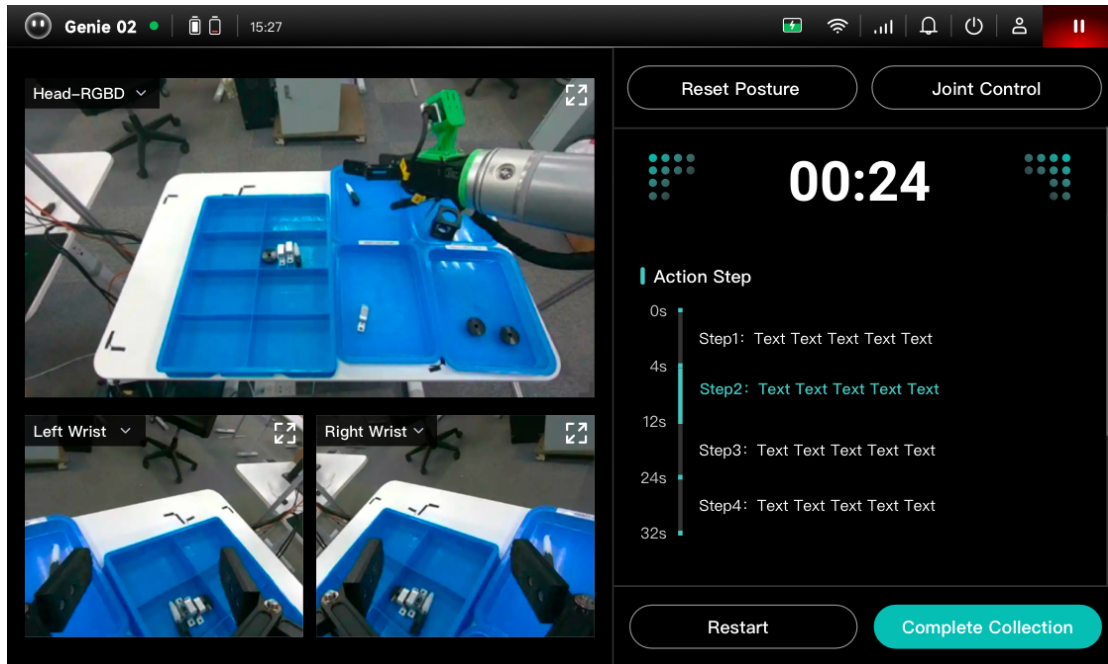 Genie 02
15:27
Head-RGBD
Left Wrist
Right Wrist
Reset Posture
Joint Control
00:24
Action Step
0s
Step1: Text Text Text Text Text
4s
Step2: Text Text Text Text Text
12s
Step3: Text Text Text Text Text
24s
Step4: Text Text Text Text Text
32s
Restart
Complete Collection